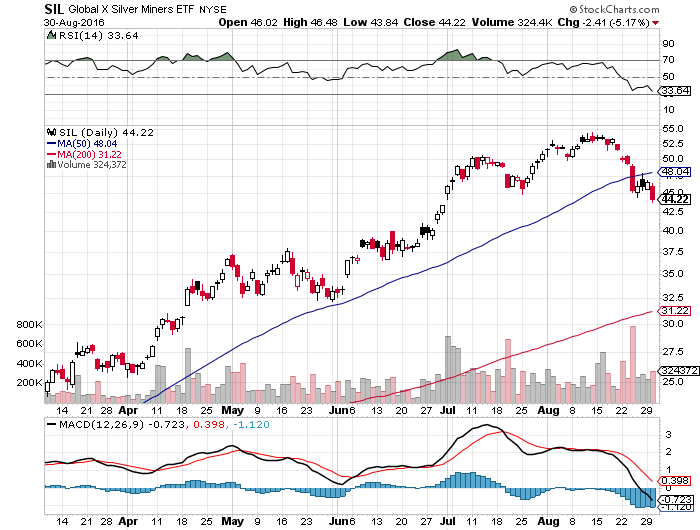 SIL Global X Silver Miners ETF NYSE
© StockCharts.com
30-Aug-2016
Open 46.02 High 46.48 Low 43.84 Close 44.22 Volume 324.4K Chg -2.41 (-5.17%)
RSI(14) 33.64
90
70
50
33.64
10
SIL (Daily) 44.22
MA(50) 48.04
MA(200) 31.22
Volume 324,372
55.0
52.5
50.0
48.04
45.0
44.22
42.5
40.0
37.5
35.0
32.5
31.22
30.0
27.5
324372
25.0
800K
600K
400K
200K
14 21 28 Apr 11 18 25 May 9 16 23 Jun 6 13 20 27 Jul 11 18 25 Aug 8 15 22 29
MACD(12,26,9) -0.723, 0.398, -1.120
3
2
1
0.398
0
-0.723
-1.120
14 21 28 Apr 11 18 25 May 9 16 23 Jun 6 13 20 27 Jul 11 18 25 Aug 8 15 22 29